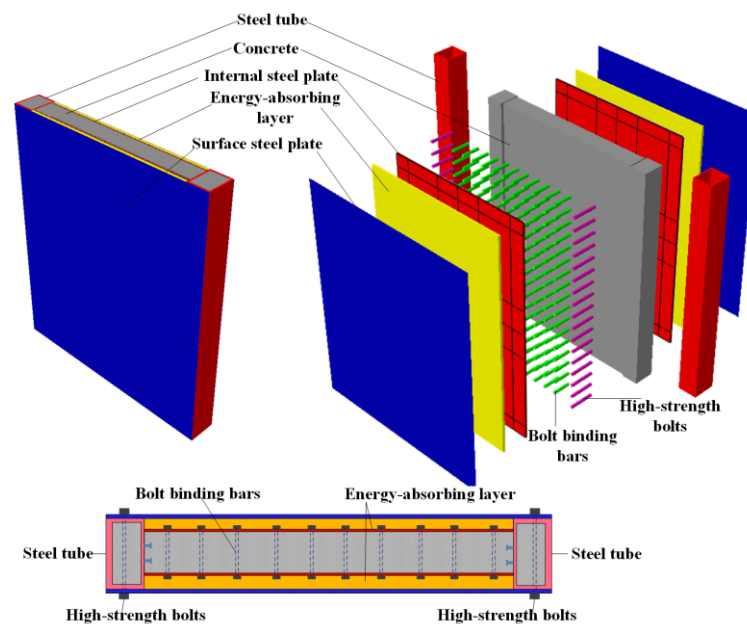 Steel tube
Concrete
Internal steel plate
Energy-absorbing
layer
Surface steel plate
High-strength
bolts
Bolt binding
bars
Bolt binding bars
Energy-absorbing layer
Steel tube
Steel tube
High-strength bolts
High-strength bolts